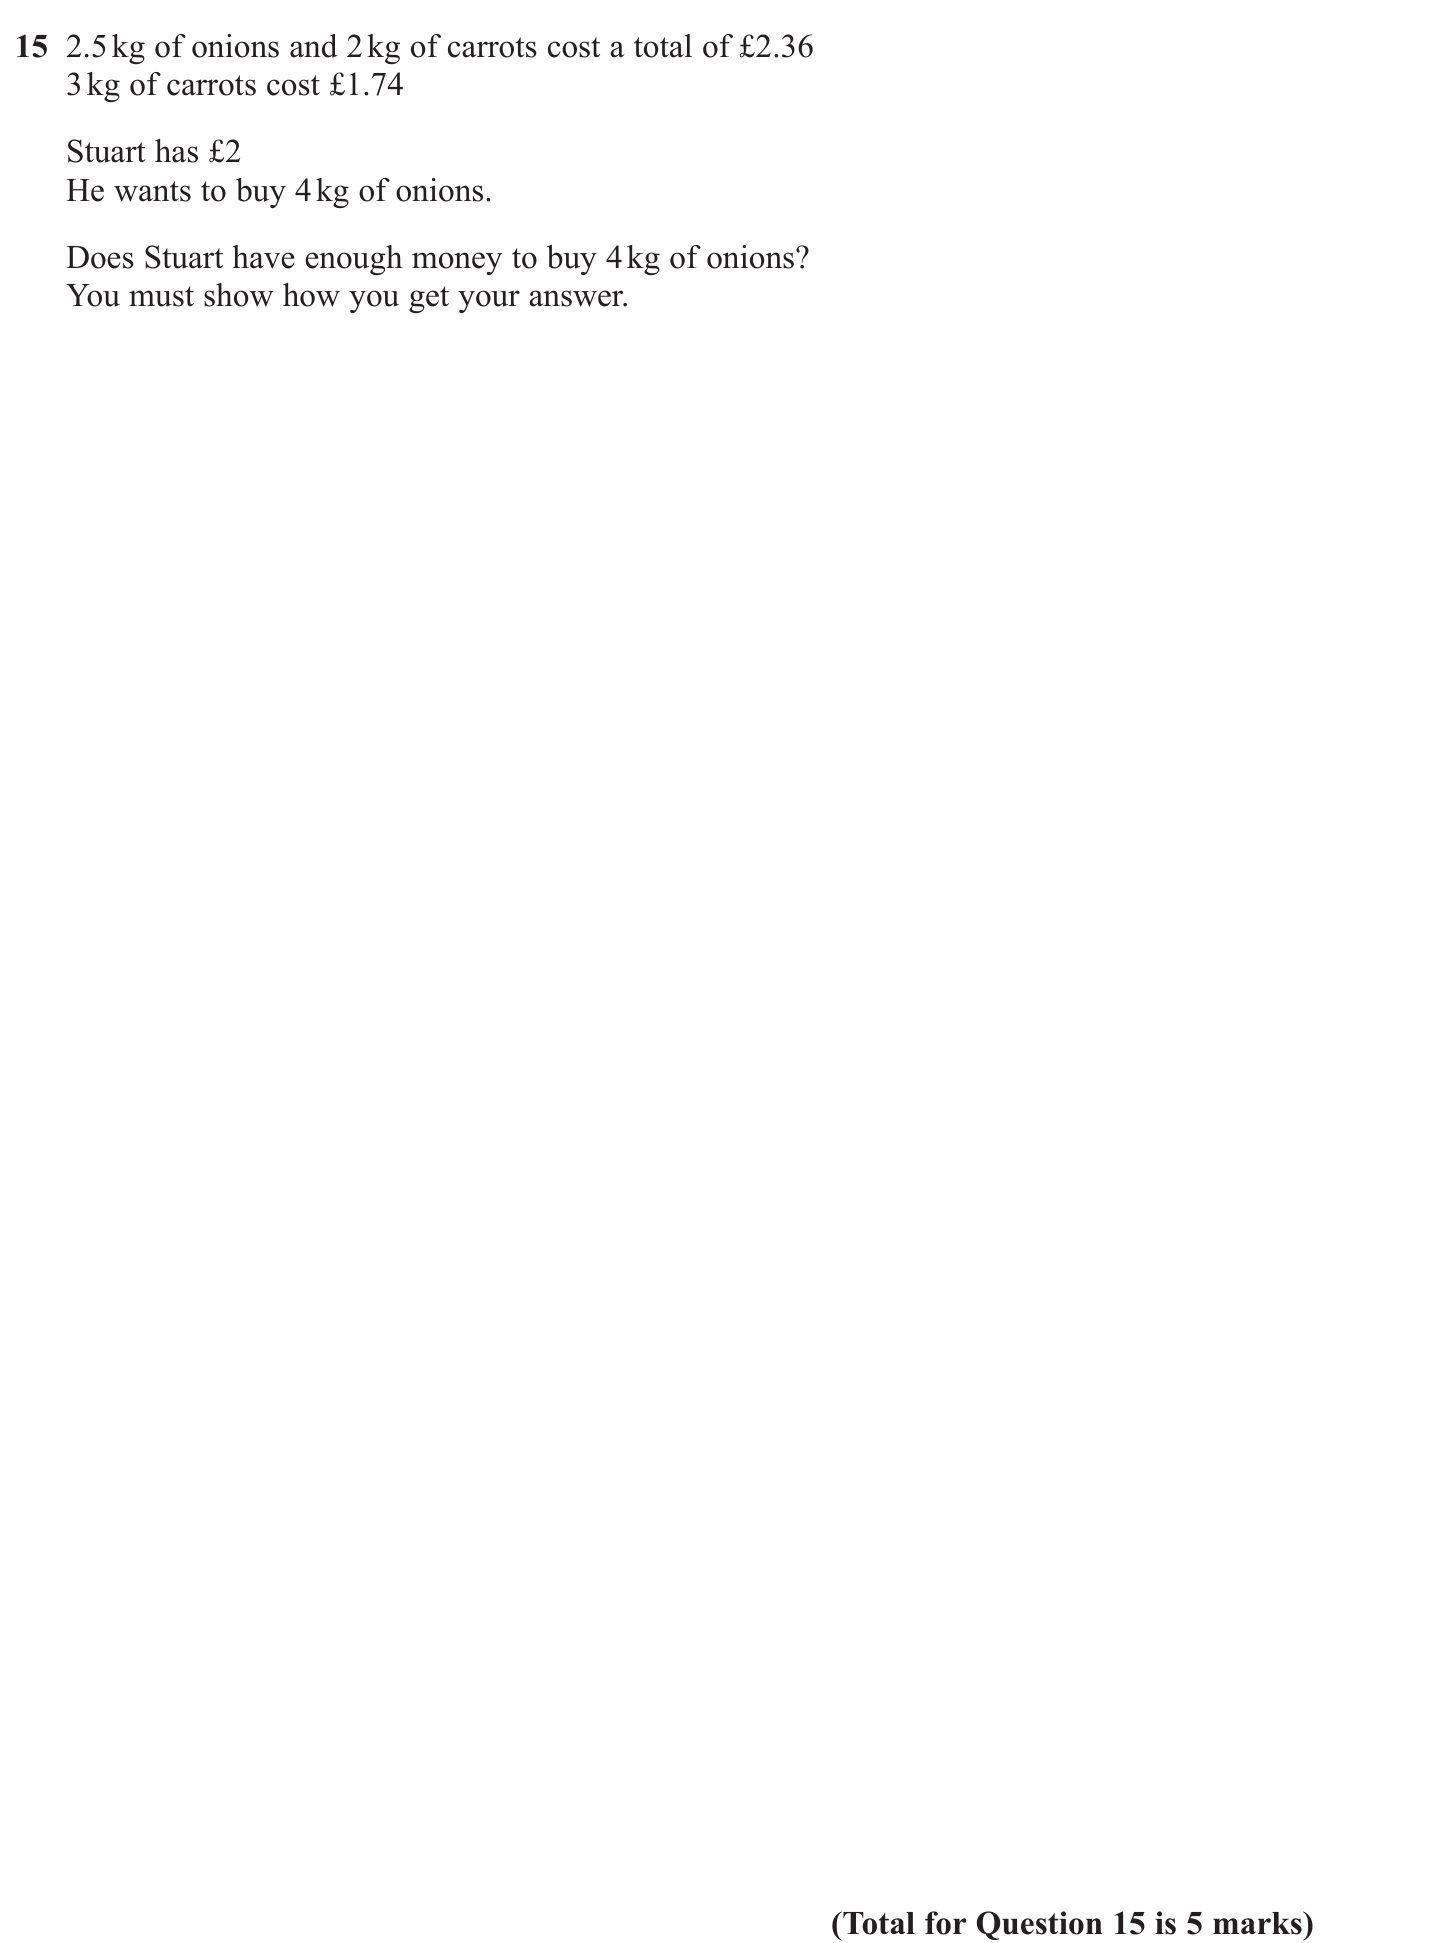 15 2.5 kg of onions and 2 kg of carrots cost a total of £2.36
3 kg of carrots cost £1.74
Stuart has £2
He wants to buy 4 kg of onions.
Does Stuart have enough money to buy 4 kg of onions?
You must show how you get your answer.
(Total for Question 15 is 5 marks)